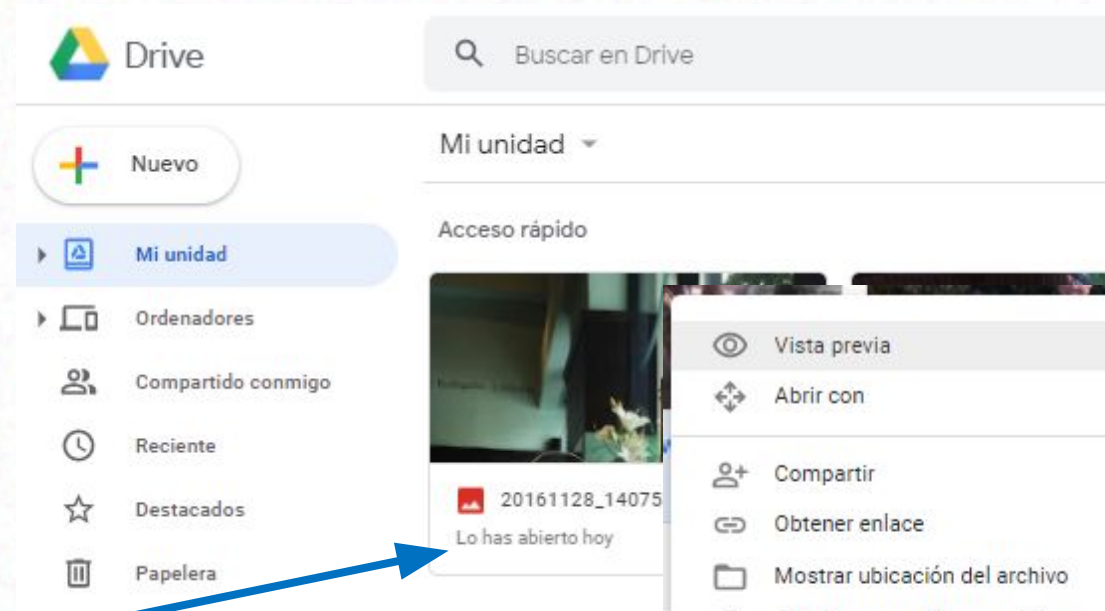 Drive
Buscar en Drive
Nuevo
Mi unidad
Mi unidad
Ordenadores
Compartido conmigo
Reciente
Destacados
Papelera
Acceso rápido
20161128_14075
Lo has abierto hoy
Vista previa
Abrir con
Compartir
Obtener enlace
Mostrar ubicación del archivo